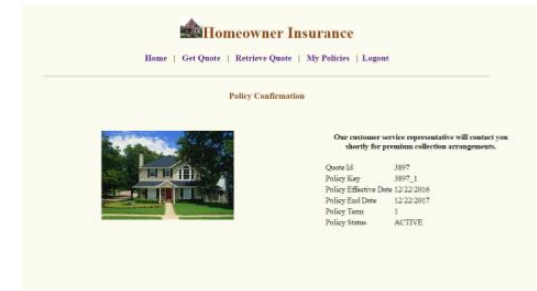 Homeowner Insurance
Home | Get Quote | Retrieve Quote | My Policies | Logout
Policy Confirmation
Our customer service representative will contact you
shortly for premium collection arrangements.
Quote Id 3897
Policy Key 3897_1
Policy Effective Date 12/22/2016
Policy End Date 12/22/2017
Policy Term 1
Policy Status ACTIVE